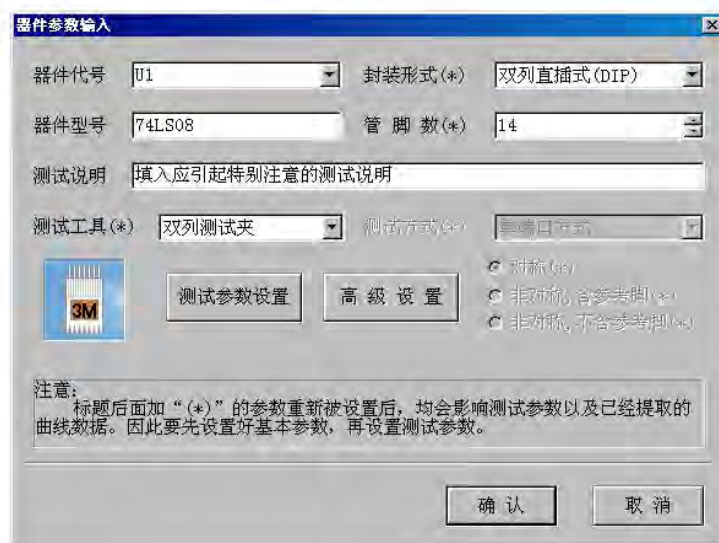 器件参数输入
器件代号 U1 封装形式(*) 双列直插式(DIP)
器件型号 74LS08 管 脚 数(*) 14
测试说明 填入应引起特别注意的测试说明
测试工具(*) 双列测试夹 测试方式(*) 单端口方式
3M 测试参数设置 高 级 设 置
对称(*)
非对称,含参考脚(*)
非对称,不含参考脚(*)
注意:
标题后面加“(*)”的参数重新被设置后,均会影响测试参数以及已经提取的
曲线数据。因此要先设置好基本参数,再设置测试参数。
确 认 取 消